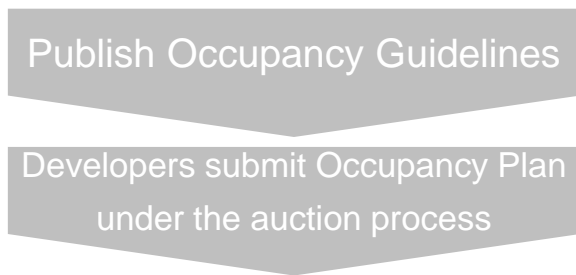 Publish Occupancy Guidelines
Developers submit Occupancy Plan
under the auction process